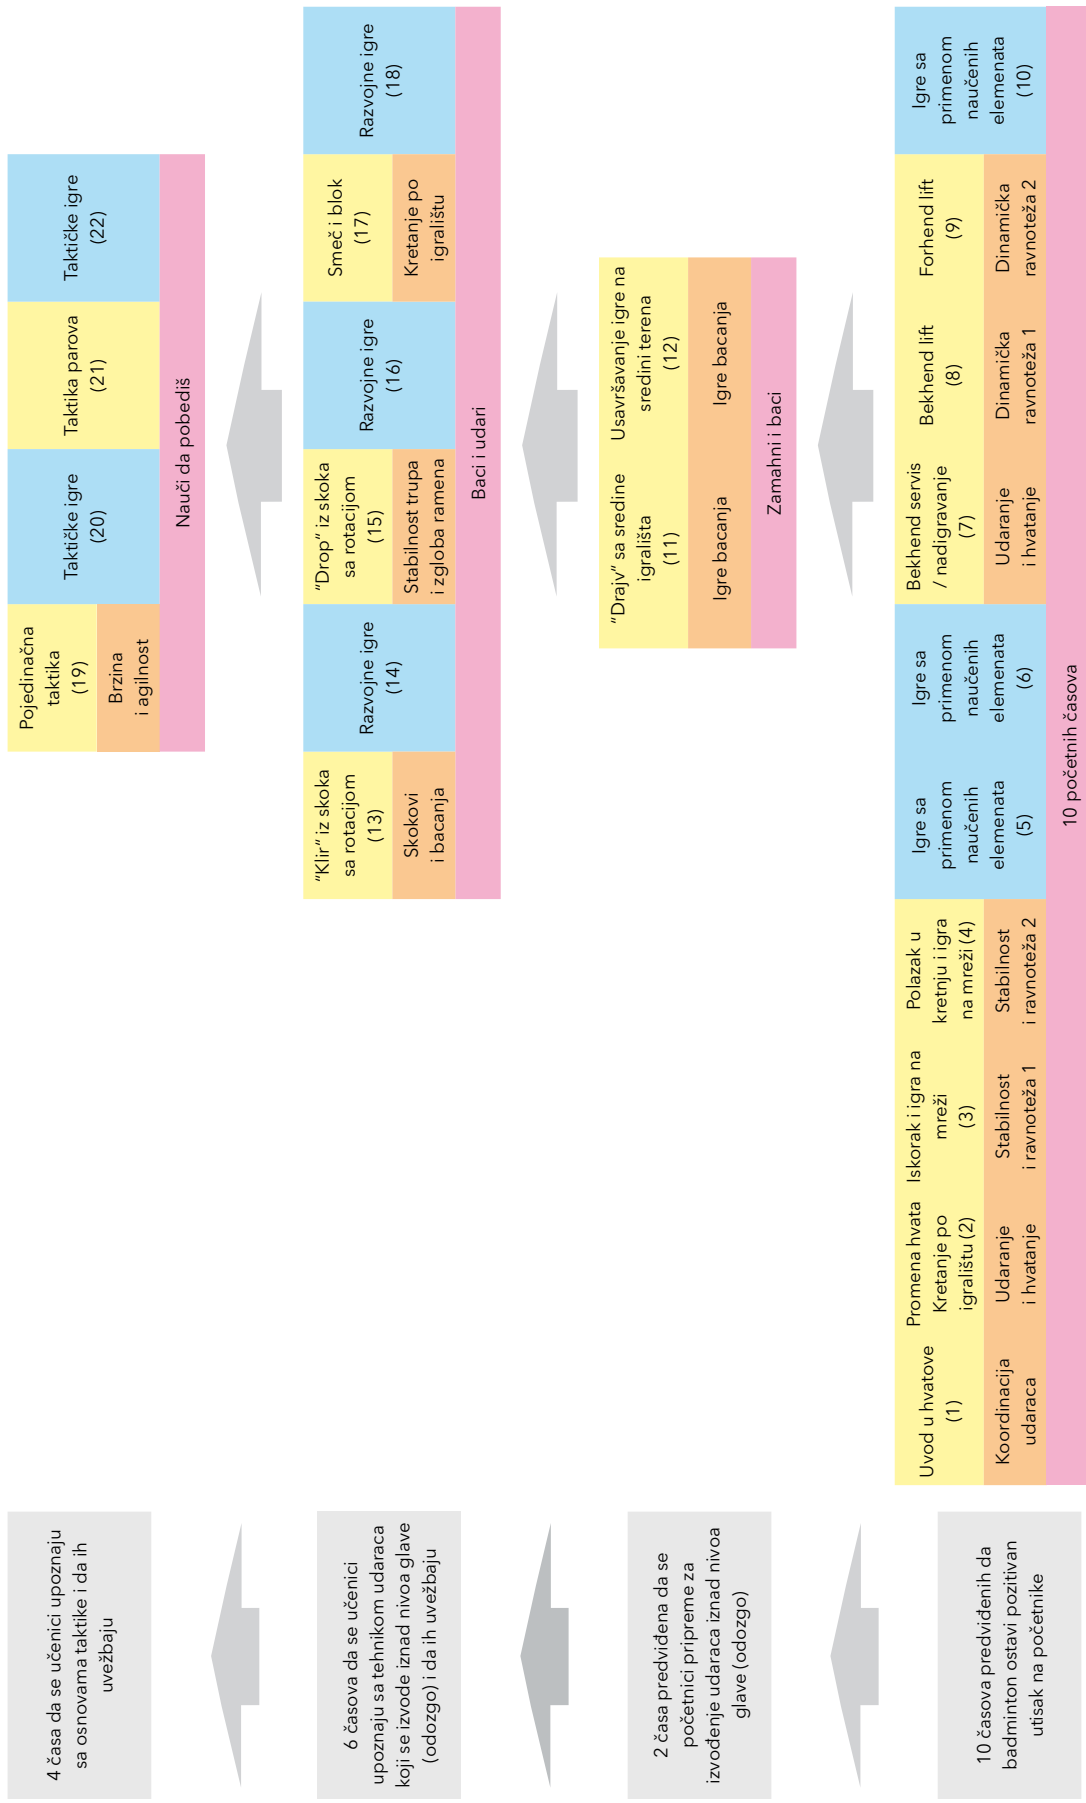 4 časa da se učenici upoznaju
sa osnovama taktike i da ih
uvežbaju
Pojedinačna
taktika
(19)
Brzina
i agilnost
Taktičke igre
(20)
Taktika parova
(21)
Taktičke igre
(22)
Nauči da pobediš
6 časova da se učenici
upoznaju sa tehnikom udaraca
koji se izvode iznad nivoa glave
(odozgo) i da ih uvežbaju
"Klir" iz skoka
sa rotacijom
(13)
Skokovi
i bacanja
Razvojne igre
(14)
"Drop" iz skoka
sa rotacijom
(15)
Stabilnost trupa
i zgloba ramena
Razvojne igre
(16)
Smeč i blok
(17)
Kretanje po
igralištu
Razvojne igre
(18)
Baci i udari
2 časa predviđena da se
početnici pripreme za
izvođenje udaraca iznad nivoa
glave (odozgo)
"Drajv" sa sredine
igrališta
(11)
Igre bacanja
Usavršavanje igre na
sredini terena
(12)
Igre bacanja
Zamahni i baci
10 časova predviđenih da
badminton ostavi pozitivan
utisak na početnike
Uvod u hvatove
(1)
Koordinacija
udaraca
Promena hvata
Kretanje po
igralištu (2)
Udaranje
i hvatanje
Iskorak i igra na
mreži
(3)
Stabilnost
i ravnoteža 1
Polazak u
kretnju i igra
na mreži (4)
Stabilnost
i ravnoteža 2
Igre sa
primenom
naučenih
elemenata
(5)
Igre sa
primenom
naučenih
elemenata
(6)
Bekhend servis
/ nadigravanje
(7)
Udaranje
i hvatanje
Bekhend lift
(8)
Dinamička
ravnoteža 1
Forhend lift
(9)
Dinamička
ravnoteža 2
Igre sa
primenom
naučenih
elemenata
(10)
10 početnih časova